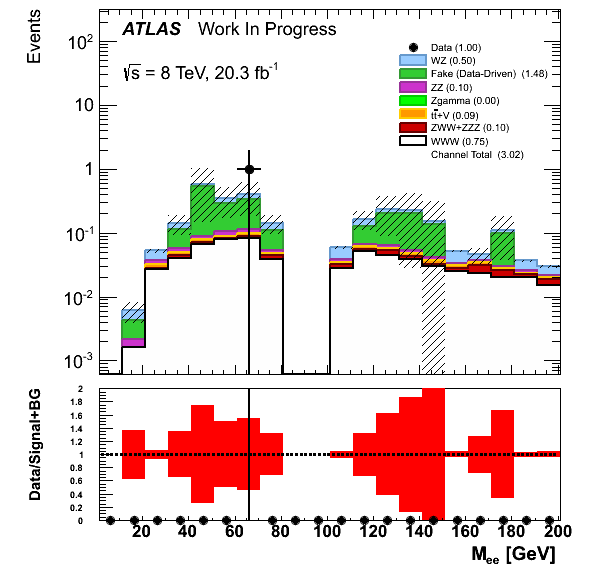 Events
ATLAS Work In Progress
√s = 8 TeV, 20.3 fb⁻¹
Data (1.00)
WZ (0.50)
Fake (Data-Driven) (1.48)
ZZ (0.10)
Zgamma (0.00)
tt̄+V (0.09)
ZWW+ZZZ (0.10)
WWW (0.75)
Channel Total (3.02)
10²
10
1
10⁻¹
10⁻²
10⁻³
Data/Signal+BG
2
1.8
1.6
1.4
1.2
1
0.8
0.6
0.4
0.2
0
20 40 60 80 100 120 140 160 180 200
M_ee [GeV]